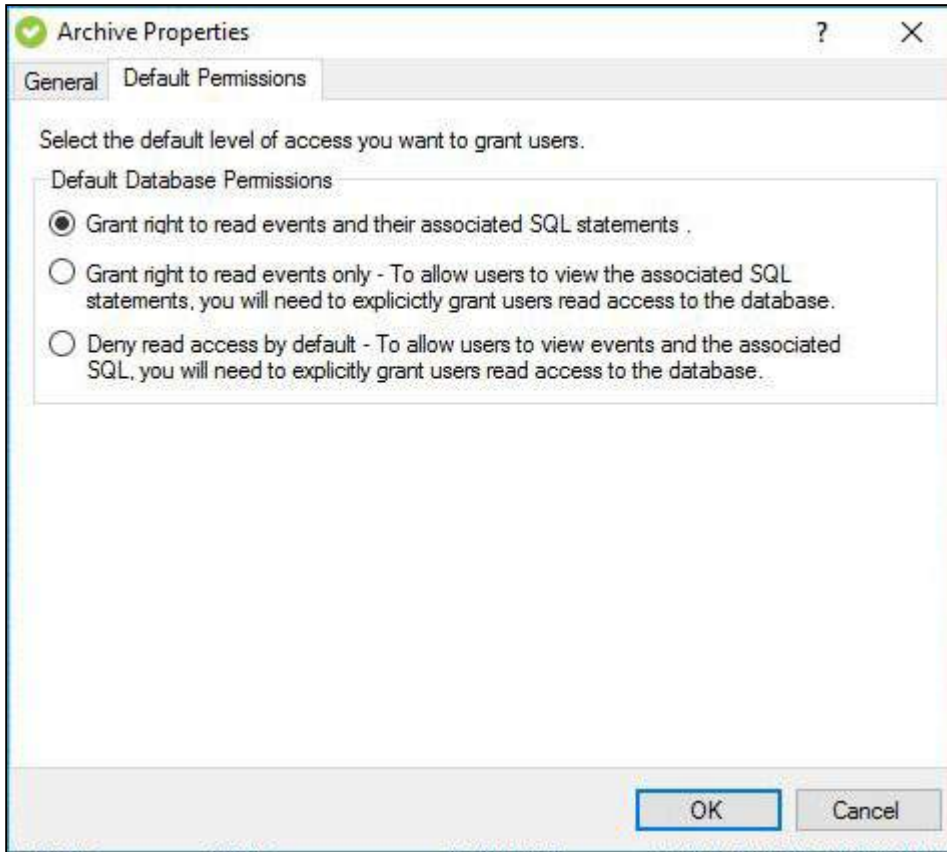 Archive Properties
?
General
Default Permissions
Select the default level of access you want to grant users.
Default Database Permissions
Grant right to read events and their associated SQL statements .
Grant right to read events only - To allow users to view the associated SQL
statements, you will need to explicictly grant users read access to the database.
Deny read access by default - To allow users to view events and the associated
SQL, you will need to explicitly grant users read access to the database.
OK
Cancel